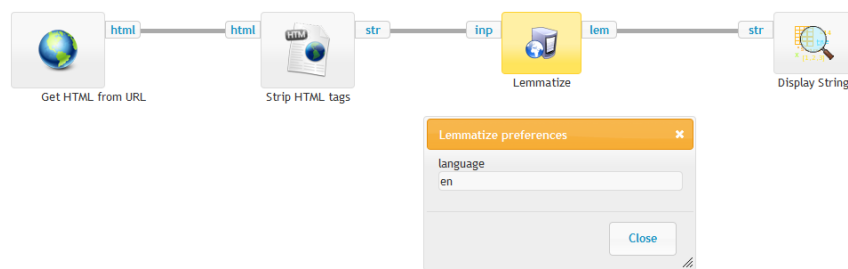 html html str inp lem str
HTM
Get HTML from URL
Strip HTML tags
Lemmatize
Display String
Lemmatize preferences
language
en
Close